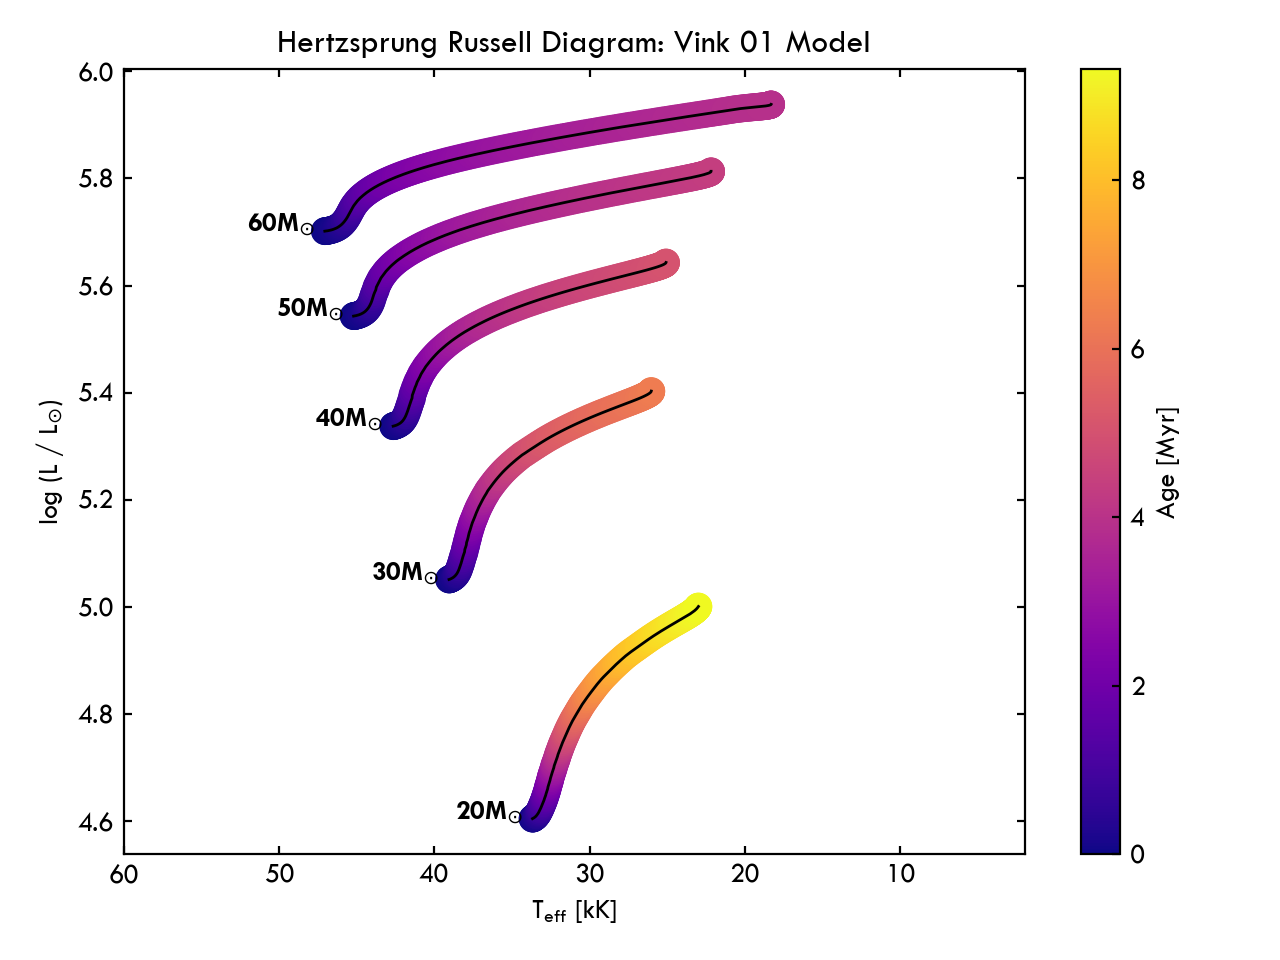 Hertzsprung Russell Diagram: Vink 01 Model
6.0
5.8
5.6
5.4
5.2
5.0
4.8
4.6
log (L / L☉)
60M☉
50M☉
40M☉
30M☉
20M☉
60 50 40 30 20 10
Teff [kK]
8
6
4
2
0
Age [Myr]